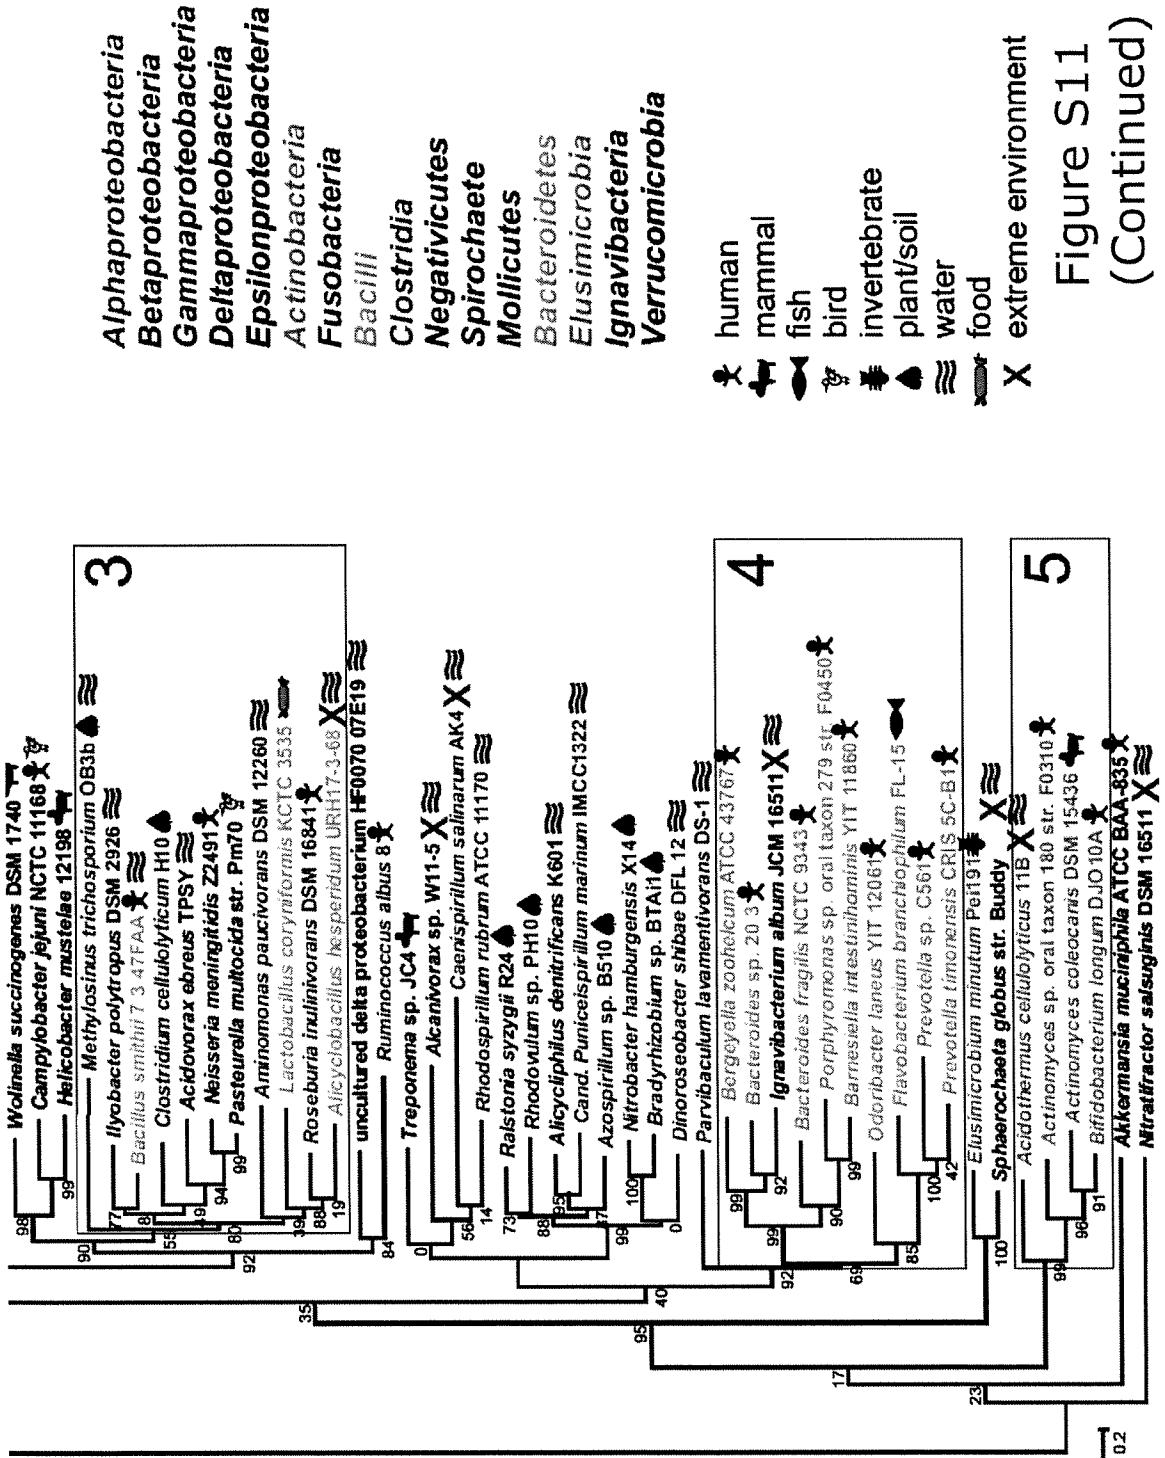 Wolinella succinogenes DSM 1740
Campylobacter jejuni NCTC 11168
Helicobacter mustelae 12198
Methylosinus trichosporium OB3b
Ilyobacter polytropus DSM 2926
Bacillus smithii 7 3 47FAA
Clostridium cellulolyticum H10
Acidovorax ebreus TPSY
Neisseria meningitidis Z2491
Pasteurella multocida str. Pm70
Aminomonas paucivorans DSM 12260
Lactobacillus coryniformis KCTC 3535
Roseburia inulinivorans DSM 16841
Alicyclobacillus hesperidum URH17-3-68
uncultured delta proteobacterium HF0070 07E19
Ruminococcus albus 8
Treponema sp. JC4
Alcanivorax sp. W11-5
Caenispirillum salinarum AK4
Rhodospirillum rubrum ATCC 11170
Ralstonia syzygii R24
Rhodovulum sp. PH10
Alicycliphilus denitrificans K601
Cand. Puniceispirillum marinum IMCC1322
Azospirillum sp. B510
Nitrobacter hamburgensis X14
Bradyrhizobium sp. BTAi1
Dinoroseobacter shibae DFL 12
Parvibaculum lavamentivorans DS-1
Bergeyella zoohelcum ATCC 43767
Bacteroides sp. 20 3
Ignavibacterium album JCM 16511
Bacteroides fragilis NCTC 9343
Porphyromonas sp. oral taxon 279 str. F0450
Barnesiella intestinihominis YIT 11860
Odoribacter laneus YIT 12061
Flavobacterium branchiophilum FL-15
Prevotella sp. C561
Prevotella timonensis CRIS 5C-B1
Elusimicrobium minutum Pei191
Sphaerochaeta globus str. Buddy
Acidothermus cellulolyticus 11B
Actinomyces sp. oral taxon 180 str. F0310
Actinomyces coleocanis DSM 15436
Bifidobacterium longum DJO10A
Akkermansia muciniphila ATCC BAA-835
Nitratifractor salsuginis DSM 16511
3
4
5
98
99
90
77
8
55
49
94
99
80
39
88
19
92
84
0
56
14
73
88
95
99
100
0
40
35
99
92
99
90
99
92
69
85
100
42
95
100
99
96
91
17
23
0.2
Alphaproteobacteria
Betaproteobacteria
Gammaproteobacteria
Deltaproteobacteria
Epsilonproteobacteria
Actinobacteria
Fusobacteria
Bacilli
Clostridia
Negativicutes
Spirochaete
Mollicutes
Bacteroidetes
Elusimicrobia
Ignavibacteria
Verrucomicrobia
human
mammal
fish
bird
invertebrate
plant/soil
water
food
extreme environment
Figure S11
(Continued)